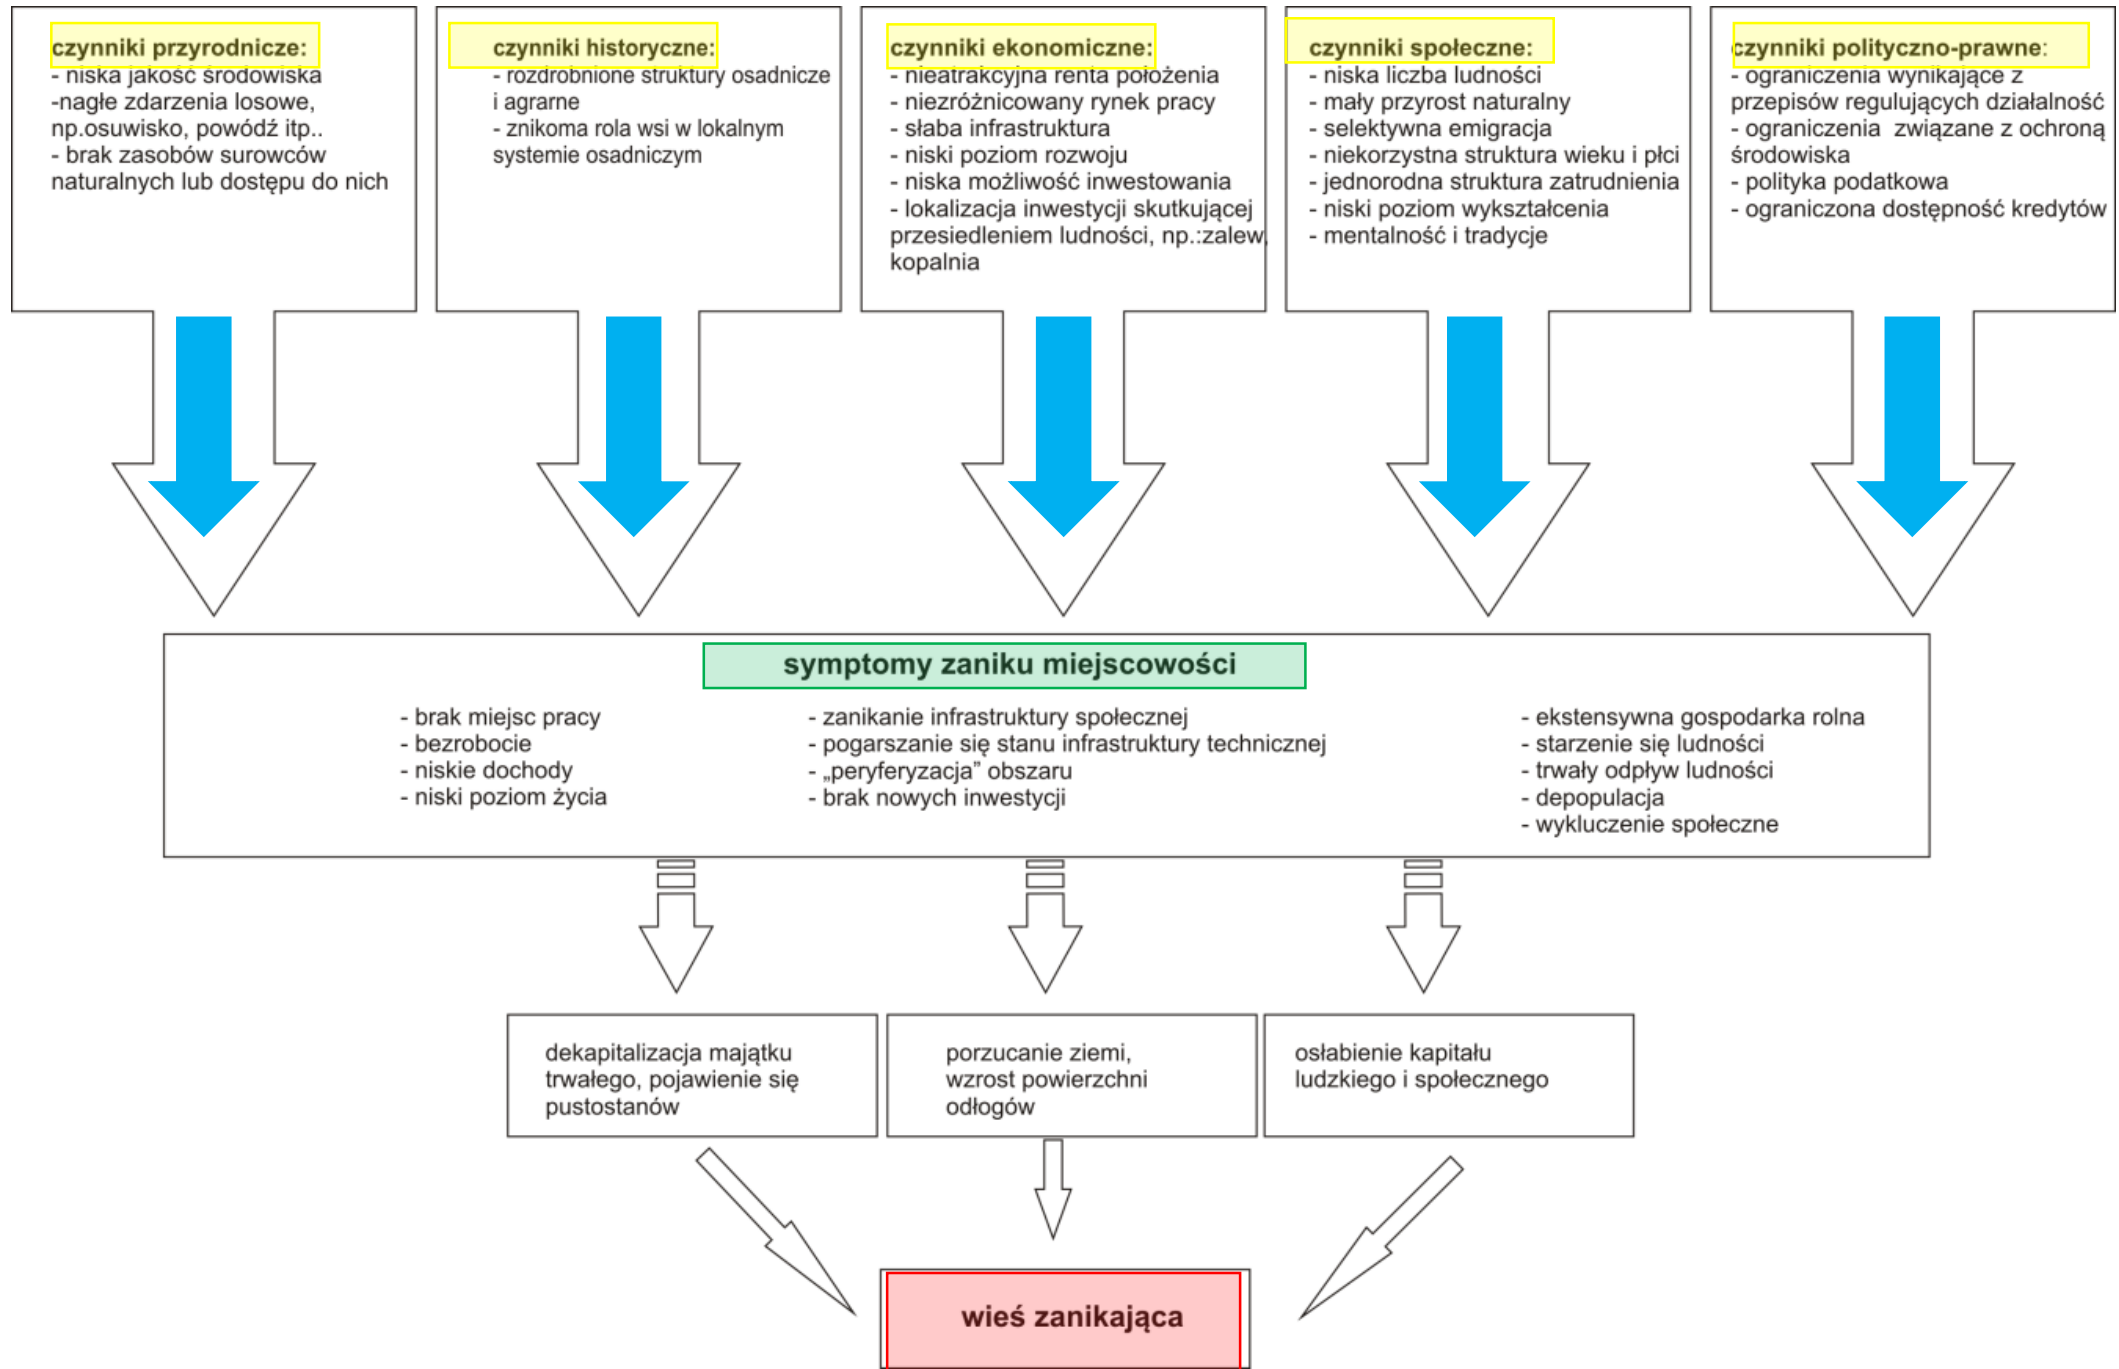 czynniki przyrodnicze:
- niska jakość środowiska
-nagłe zdarzenia losowe,
np.osuwisko, powódź itp..
- brak zasobów surowców
naturalnych lub dostępu do nich
czynniki historyczne:
- rozdrobnione struktury osadnicze
i agrarne
- znikoma rola wsi w lokalnym
systemie osadniczym
czynniki ekonomiczne:
- nieatrakcyjna renta położenia
- niezróżnicowany rynek pracy
- słaba infrastruktura
- niski poziom rozwoju
- niska możliwość inwestowania
- lokalizacja inwestycji skutkującej
przesiedleniem ludności, np.:zalew,
kopalnia
czynniki społeczne:
- niska liczba ludności
- mały przyrost naturalny
- selektywna emigracja
- niekorzystna struktura wieku i płci
- jednorodna struktura zatrudnienia
- niski poziom wykształcenia
- mentalność i tradycje
czynniki polityczno-prawne:
- ograniczenia wynikające z
przepisów regulujących działalność
- ograniczenia związane z ochroną
środowiska
- polityka podatkowa
- ograniczona dostępność kredytów
symptomy zaniku miejscowości
- brak miejsc pracy
- bezrobocie
- niskie dochody
- niski poziom życia
- zanikanie infrastruktury społecznej
- pogarszanie się stanu infrastruktury technicznej
- „peryferyzacja” obszaru
- brak nowych inwestycji
- ekstensywna gospodarka rolna
- starzenie się ludności
- trwały odpływ ludności
- depopulacja
- wykluczenie społeczne
dekapitalizacja majątku
trwałego, pojawienie się
pustostanów
porzucanie ziemi,
wzrost powierzchni
odłogów
osłabienie kapitału
ludzkiego i społecznego
wieś zanikająca